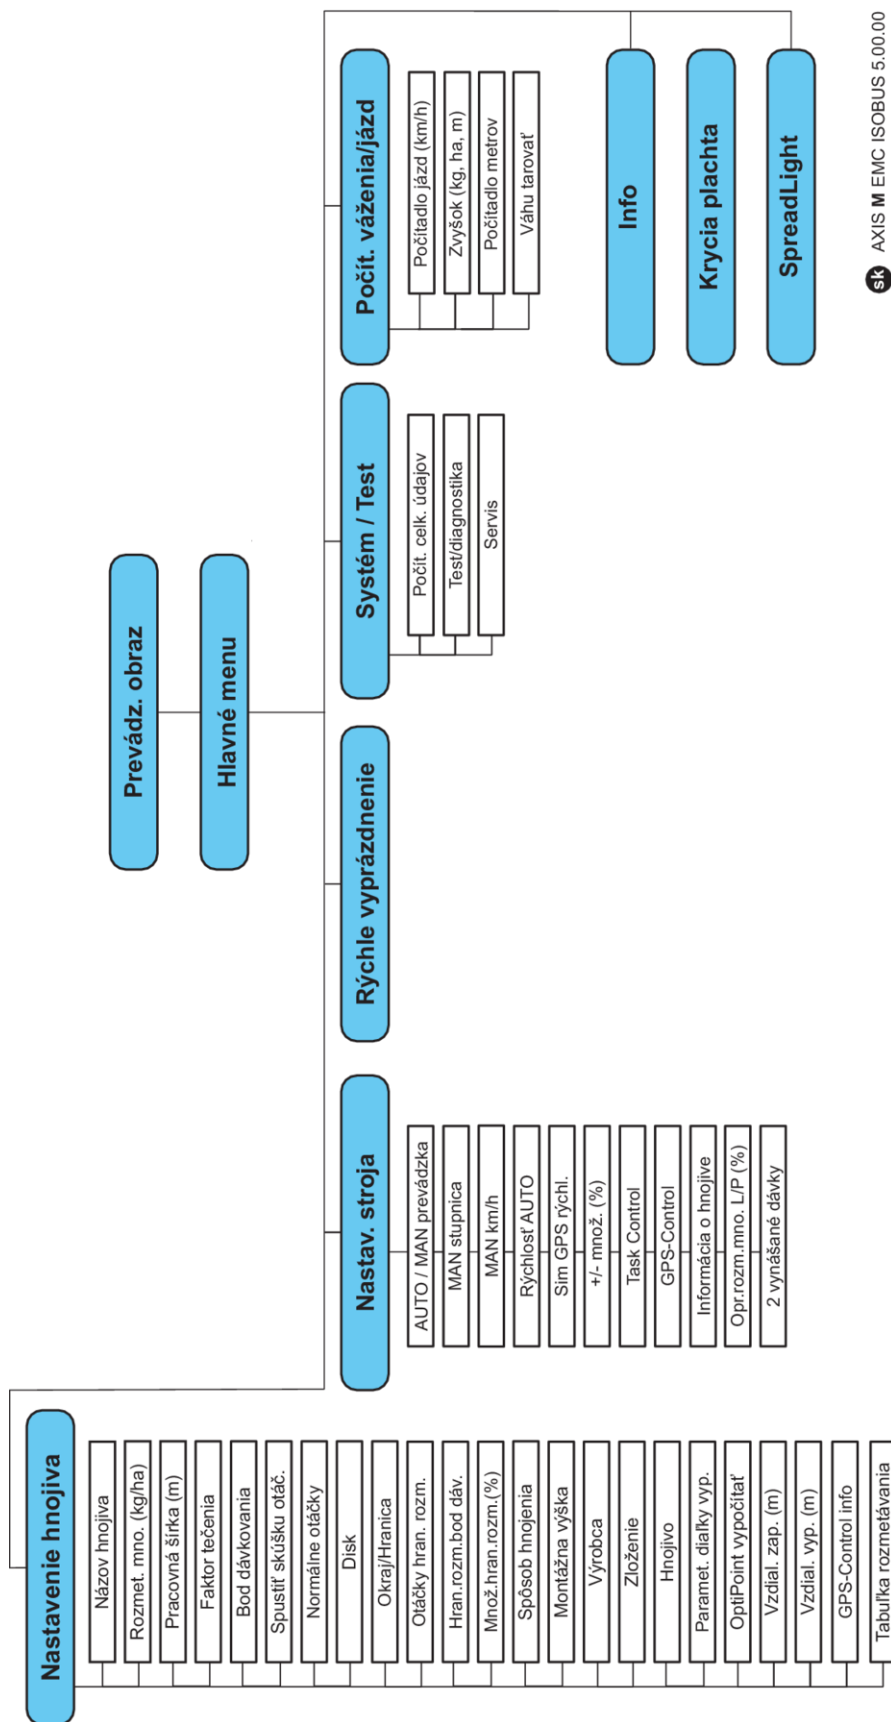 Prevádz. obraz
Hlavné menu
Nastavenie hnojiva
Názov hnojiva
Rozmet. mno. (kg/ha)
Pracovná šírka (m)
Faktor tečenia
Bod dávkovania
Spustiť skúšku otáč.
Normálne otáčky
Disk
Okraj/Hranica
Otáčky hran. rozm.
Hran.rozm.bod dáv.
Množ.hran.rozm.(%)
Spôsob hnojenia
Montážna výška
Výrobca
Zloženie
Hnojivo
Paramet. diaľky vyp.
OptiPoint vypočítať
Vzdial. zap. (m)
Vzdial. vyp. (m)
GPS-Control info
Tabuľka rozmetávania
Nastav. stroja
AUTO / MAN prevádzka
MAN stupnica
MAN km/h
Rýchlosť AUTO
Sim GPS rýchl.
+/- množ. (%)
Task Control
GPS-Control
Informácia o hnojive
Opr.rozm.mno. L/P (%)
2 vynášané dávky
Rýchle vyprázdnenie
Systém / Test
Počít. celk. údajov
Test/diagnostika
Servis
Počít. váženia/jázd
Počítadlo jázd (km/h)
Zvyšok (kg, ha, m)
Počítadlo metrov
Váhu tarovať
Info
Krycia plachta
SpreadLight
sk AXIS M EMC ISOBUS 5.00.00